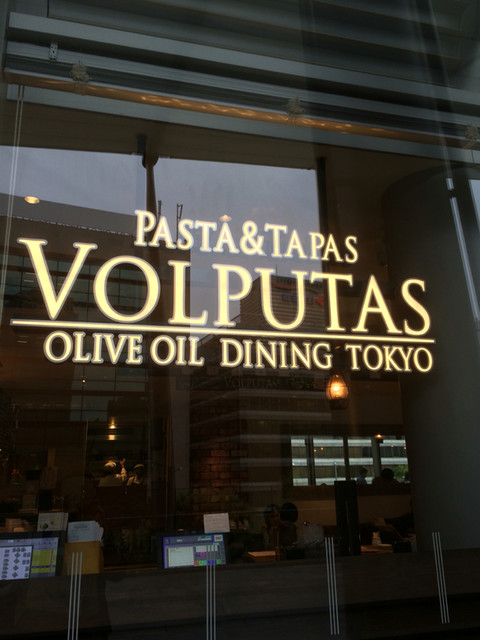 PASTA&TAPAS
VOLPUTAS
OLIVE OIL DINING TOKYO